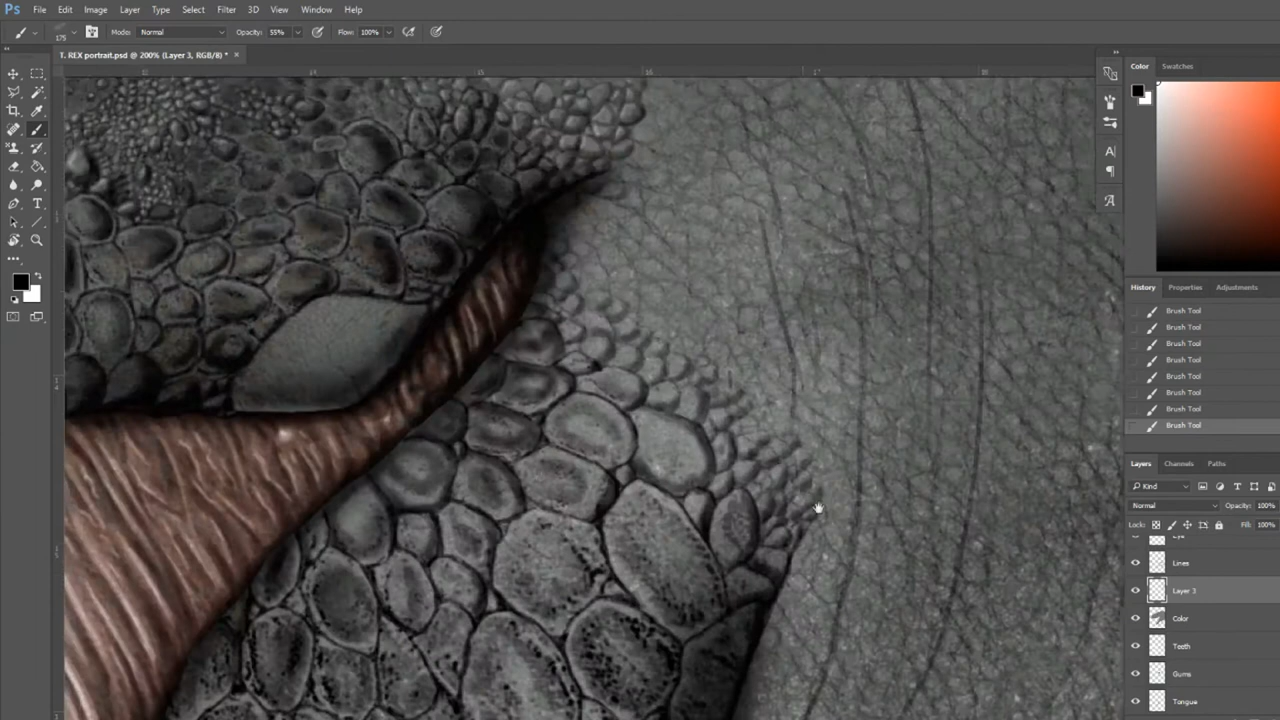 Ps File Edit Image Layer Type Select Filter 3D View Window Help
175 Mode: Normal Opacity: 55% Flow: 100%
T. REX portrait.psd @ 200% (Layer 3, RGB/8) *
Color Swatches
History Properties Adjustments
Brush Tool
Brush Tool
Brush Tool
Brush Tool
Brush Tool
Brush Tool
Brush Tool
Brush Tool
Layers Channels Paths
Kind
Normal Opacity: 100%
Lock: Fill: 100%
Eye
Lines
Layer 3
Color
Teeth
Gums
Tongue